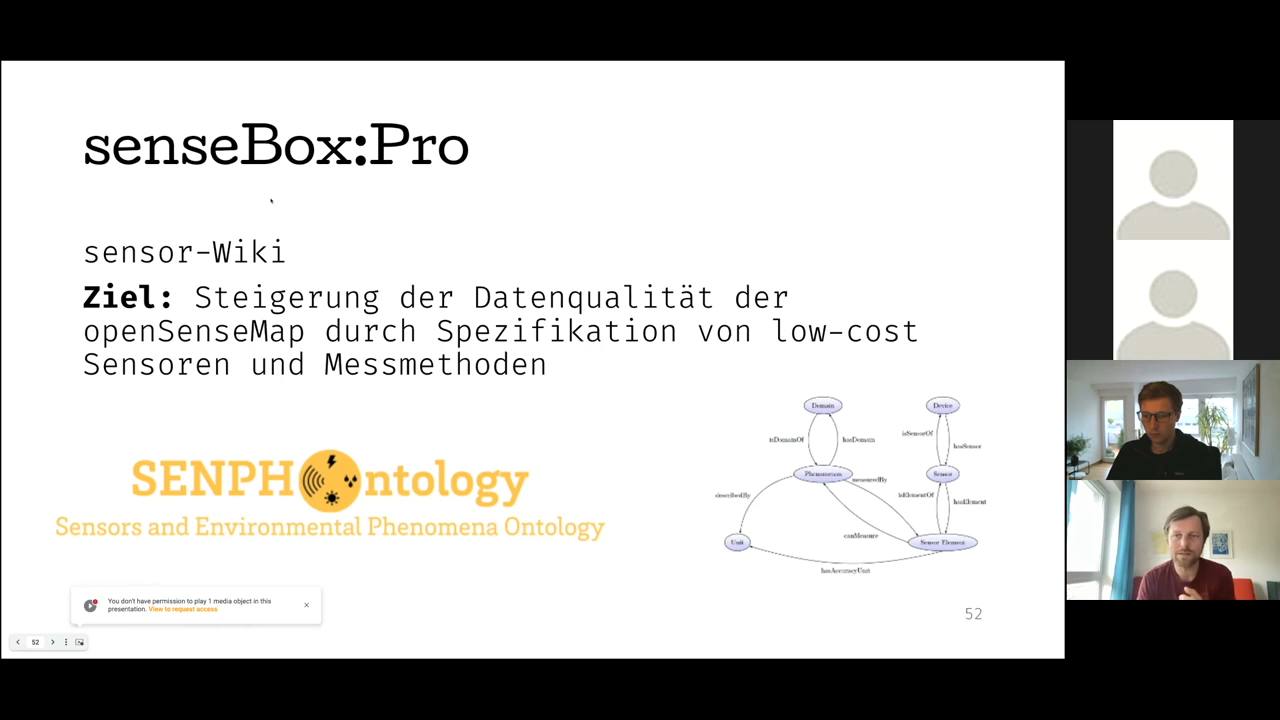 senseBox:Pro
sensor-Wiki
Ziel: Steigerung der Datenqualität der
openSenseMap durch Spezifikation von low-cost
Sensoren und Messmethoden
SENPHOntology
Sensors and Environmental Phenomena Ontology
Domain
Device
isDomainOf
hasDomain
isSensorOf
hasSensor
Phenomenon
measuredBy
Sensor
describedBy
isElementOf
hasElement
canMeasure
Unit
Sensor Element
hasAccuracyUnit
You don't have permission to play 1 media object in this
presentation. View to request access
52
52